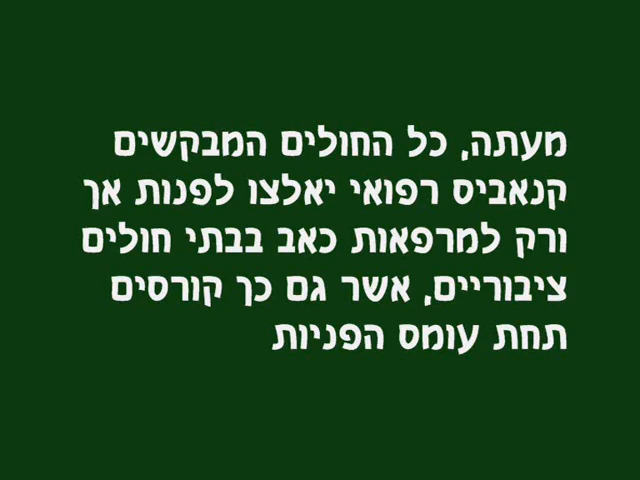 מעתה, כל החולים המבקשים
קנאביס רפואי יאלצו לפנות אך
ורק למרפאות כאב בבתי חולים
ציבוריים, אשר גם כך קורסים
תחת עומס הפניות